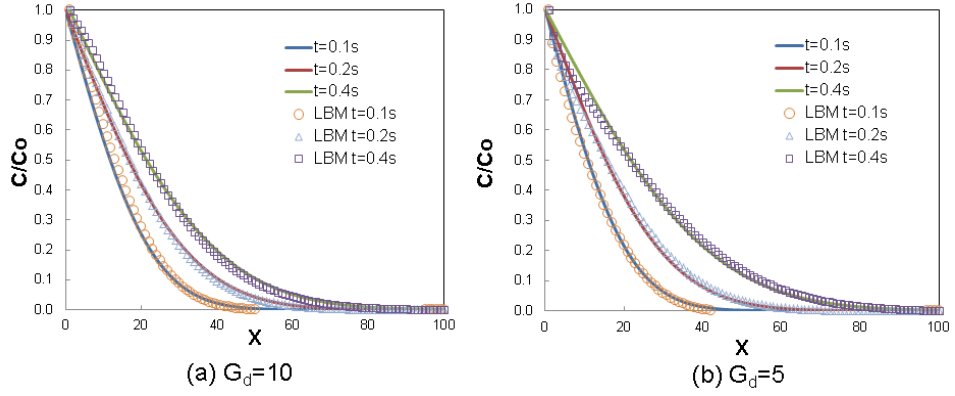 1.0
0.9
0.8
0.7
0.6
0.5
0.4
0.3
0.2
0.1
0.0
C/Co
t=0.1s
t=0.2s
t=0.4s
LBM t=0.1s
LBM t=0.2s
LBM t=0.4s
0 20 40 60 80 100
X
(a) Gd=10
1.0
0.9
0.8
0.7
0.6
0.5
0.4
0.3
0.2
0.1
0.0
C/Co
t=0.1s
t=0.2s
t=0.4s
LBM t=0.1s
LBM t=0.2s
LBM t=0.4s
0 20 40 60 80 100
X
(b) Gd=5